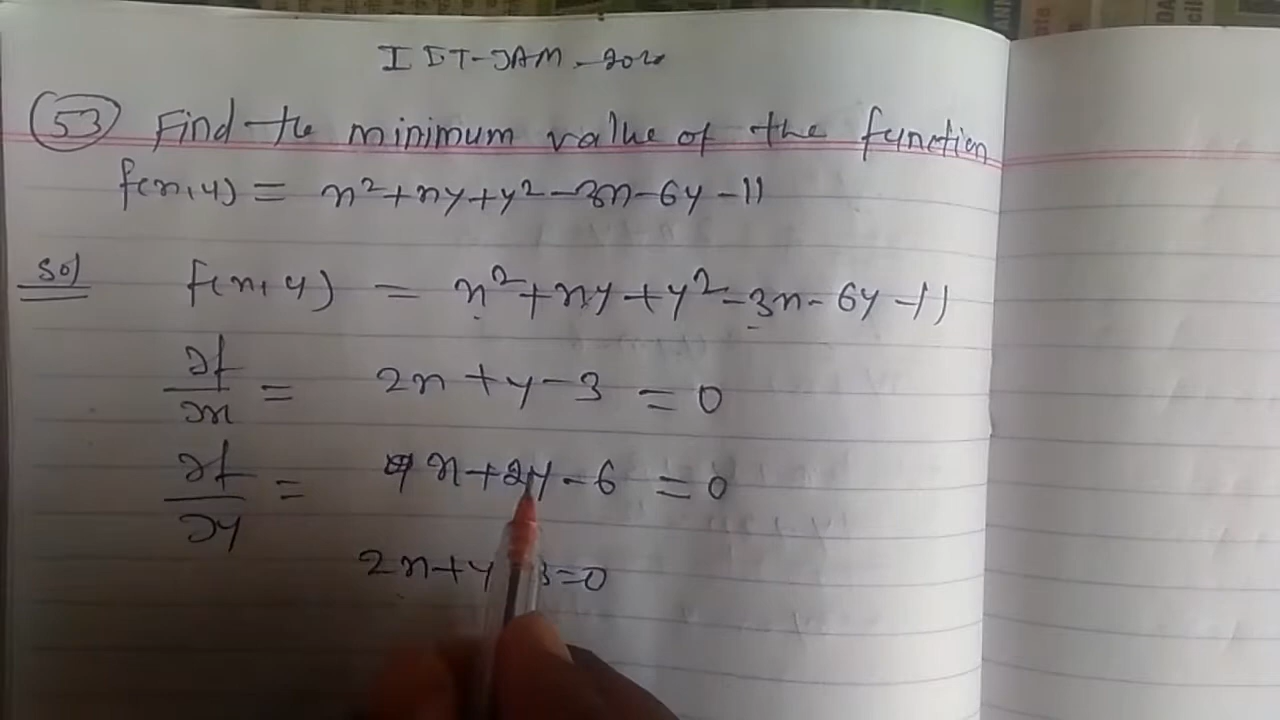 IIT-JAM-202
53 Find the minimum value of the function
f(x,y) = x²+xy+y²-3x-6y-11
Sol f(x,y) = x²+xy+y²-3x-6y-11
∂f/∂x = 2x+y-3 = 0
∂f/∂y = x+2y-6 = 0
2x+y 3=0